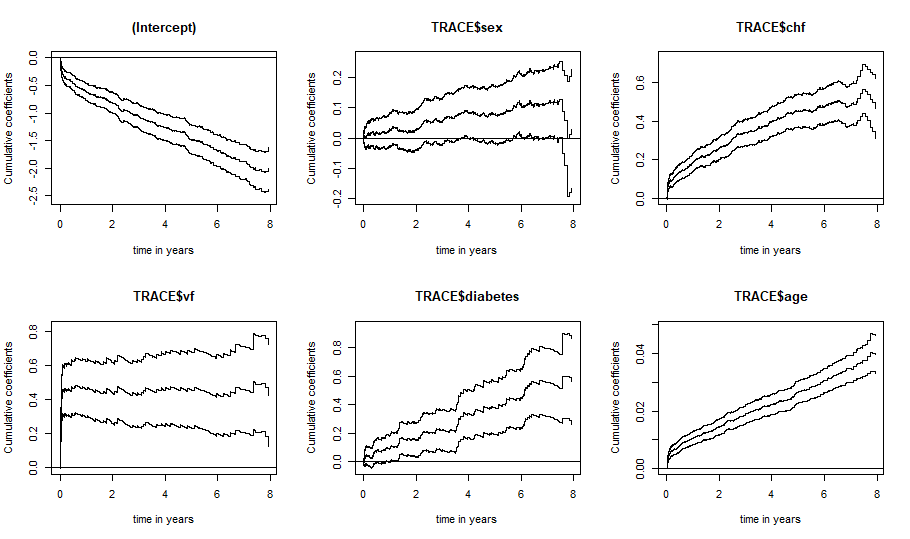 (Intercept)
Cumulative coefficients
0.0
-0.5
-1.0
-1.5
-2.0
-2.5
0 2 4 6 8
time in years
TRACE$sex
Cumulative coefficients
0.2
0.1
0.0
-0.1
-0.2
0 2 4 6 8
time in years
TRACE$chf
Cumulative coefficients
0.6
0.4
0.2
0.0
0 2 4 6 8
time in years
TRACE$vf
Cumulative coefficients
0.8
0.6
0.4
0.2
0.0
0 2 4 6 8
time in years
TRACE$diabetes
Cumulative coefficients
0.8
0.6
0.4
0.2
0.0
0 2 4 6 8
time in years
TRACE$age
Cumulative coefficients
0.04
0.02
0.00
0 2 4 6 8
time in years